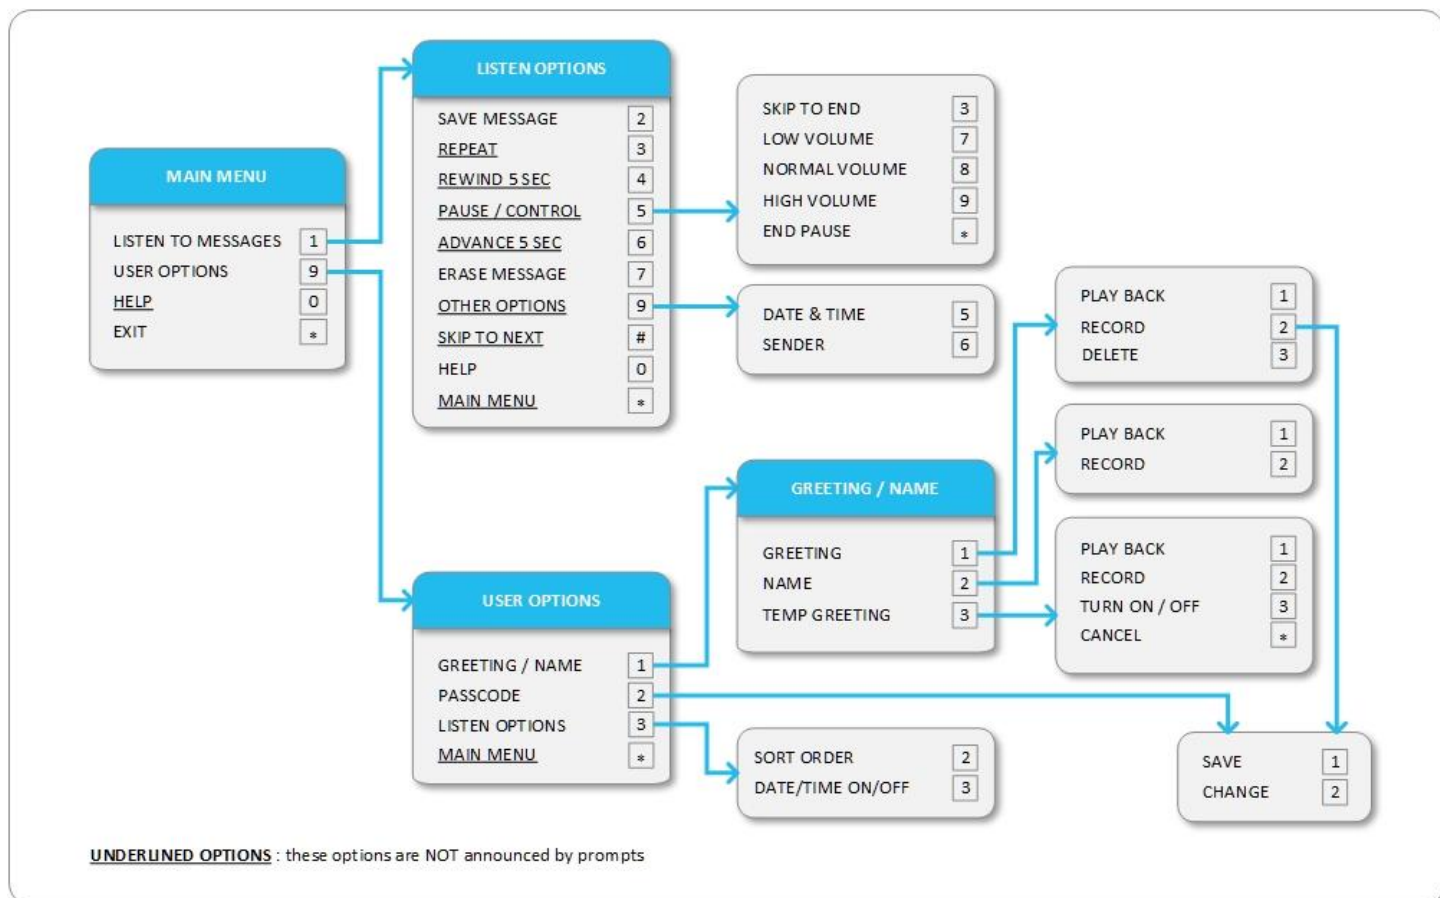 MAIN MENU
LISTEN TO MESSAGES 1
USER OPTIONS 9
HELP 0
EXIT *
LISTEN OPTIONS
SAVE MESSAGE 2
REPEAT 3
REWIND 5 SEC 4
PAUSE / CONTROL 5
ADVANCE 5 SEC 6
ERASE MESSAGE 7
OTHER OPTIONS 9
SKIP TO NEXT #
HELP 0
MAIN MENU *
SKIP TO END 3
LOW VOLUME 7
NORMAL VOLUME 8
HIGH VOLUME 9
END PAUSE *
DATE & TIME 5
SENDER 6
USER OPTIONS
GREETING / NAME 1
PASSCODE 2
LISTEN OPTIONS 3
MAIN MENU *
GREETING / NAME
GREETING 1
NAME 2
TEMP GREETING 3
PLAY BACK 1
RECORD 2
DELETE 3
PLAY BACK 1
RECORD 2
PLAY BACK 1
RECORD 2
TURN ON / OFF 3
CANCEL *
SORT ORDER 2
DATE/TIME ON/OFF 3
SAVE 1
CHANGE 2
UNDERLINED OPTIONS : these options are NOT announced by prompts